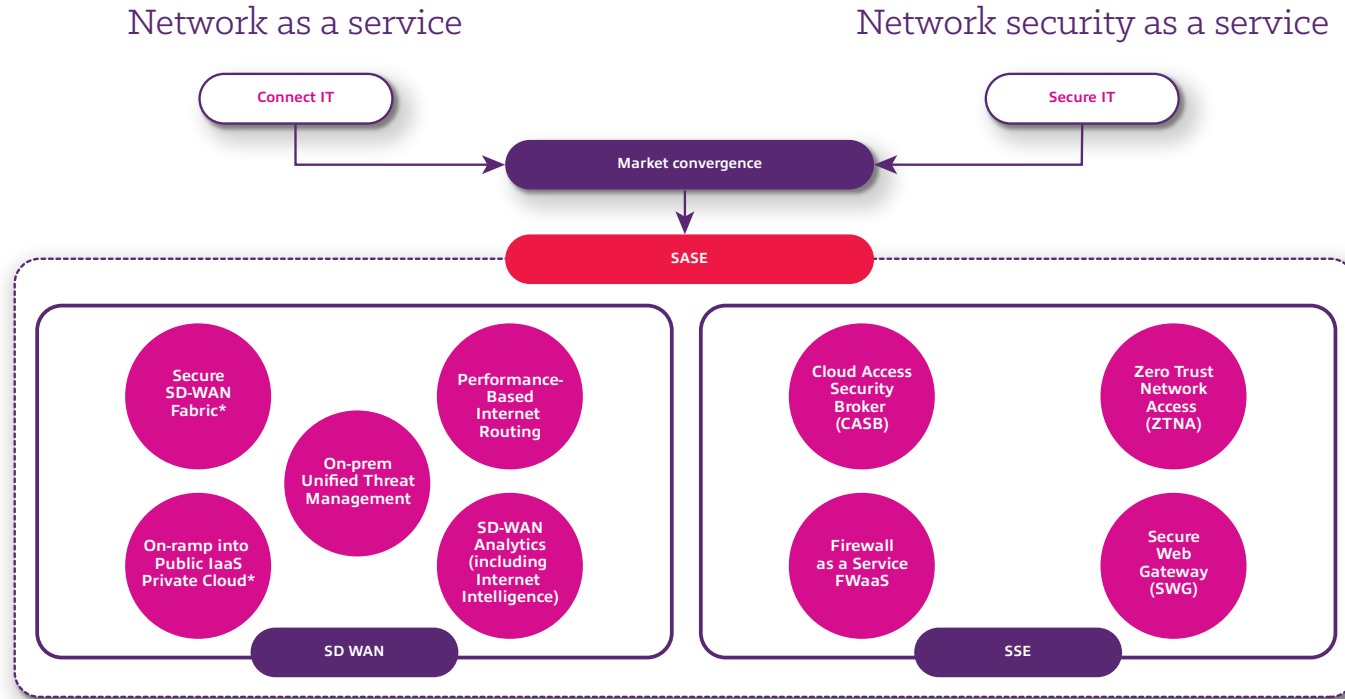 Network as a service
Network security as a service
Connect IT
Secure IT
Market convergence
SASE
Secure
SD-WAN
Fabric*
Performance-
Based
Internet
Routing
On-prem
Unified Threat
Management
On-ramp into
Public IaaS
Private Cloud*
SD-WAN
Analytics
(including
Internet
Intelligence)
SD WAN
Cloud Access
Security
Broker
(CASB)
Zero Trust
Network
Access
(ZTNA)
Firewall
as a Service
FWaaS
Secure
Web
Gateway
(SWG)
SSE